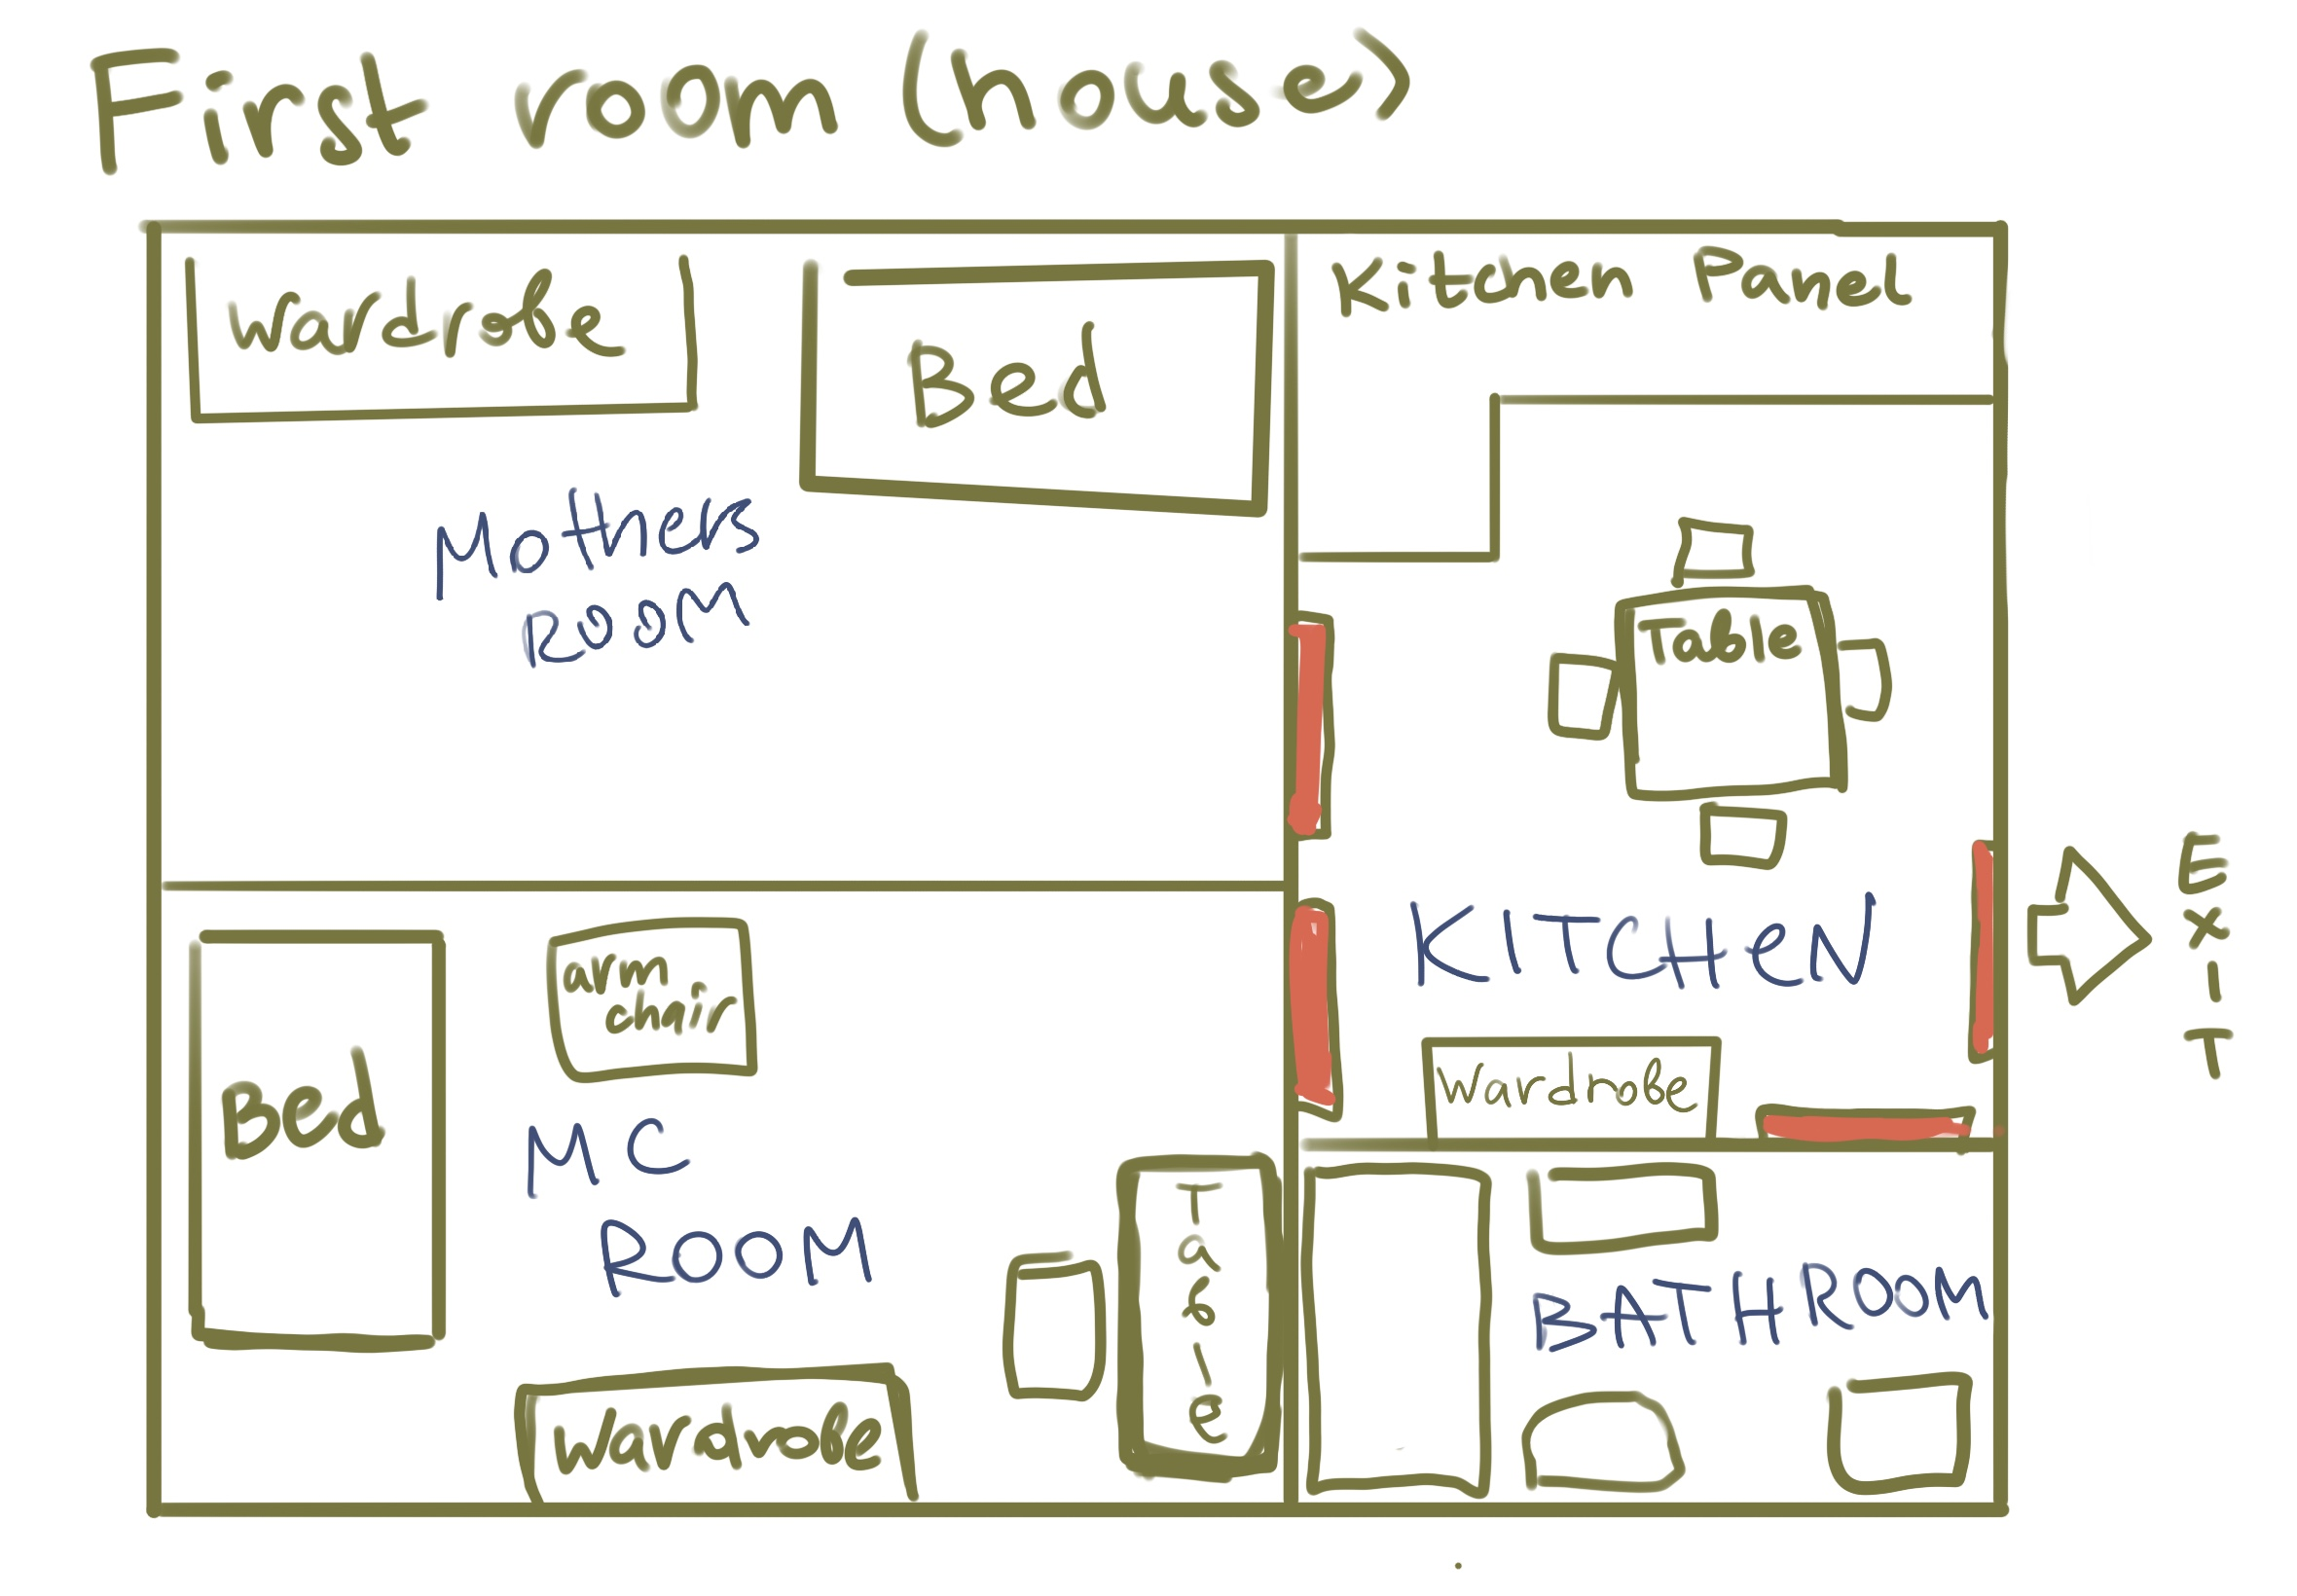 First room (house)
wardrobe
Bed
Kitchen Panel
Mothers
Room
Table
KITCHEN
EXIT
arm
chair
Bed
MC
ROOM
wardrobe
Table
BATHROOM
wardrobe